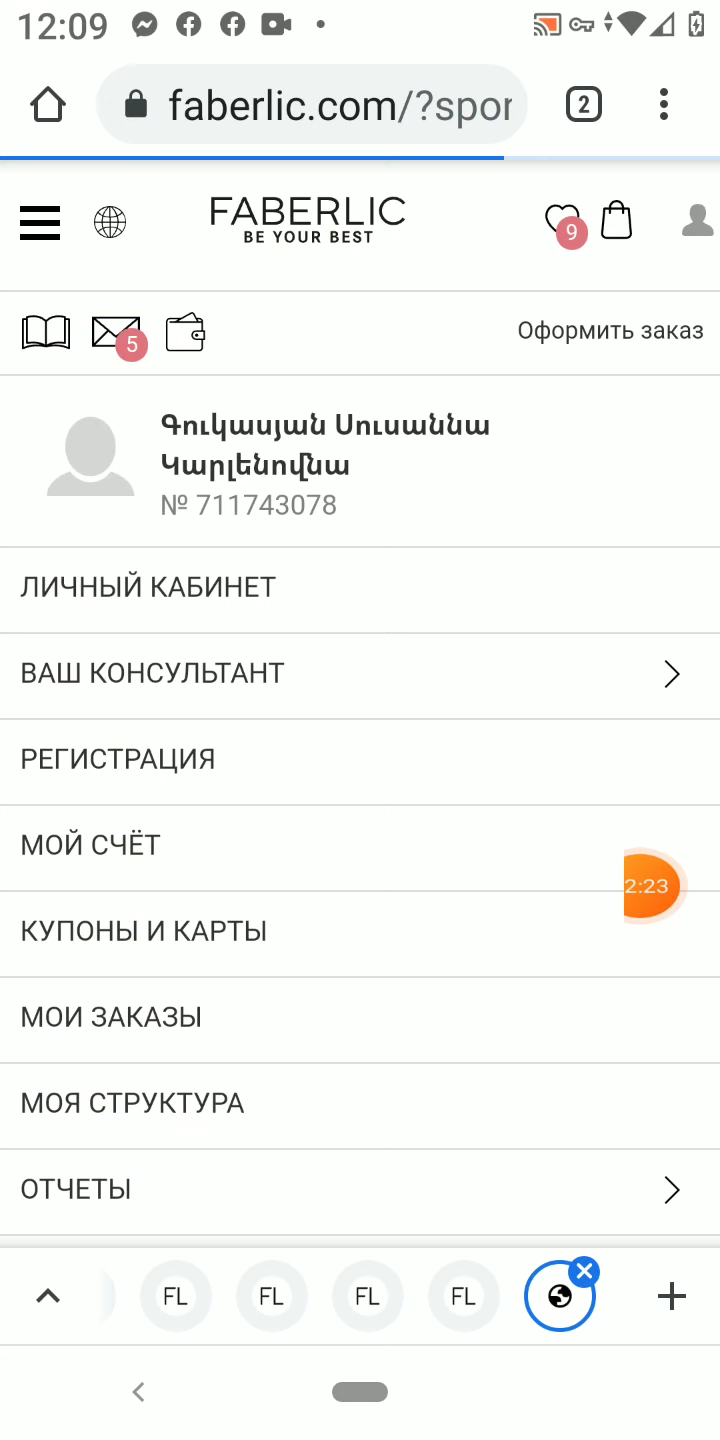 12:09
faberlic.com/?spor
2
FABERLIC
BE YOUR BEST
9
5
Оформить заказ
Գուկասյան Սուսաննա
Կարլենովնա
№ 711743078
ЛИЧНЫЙ КАБИНЕТ
ВАШ КОНСУЛЬТАНТ
РЕГИСТРАЦИЯ
МОЙ СЧЁТ
2:23
КУПОНЫ И КАРТЫ
МОИ ЗАКАЗЫ
МОЯ СТРУКТУРА
ОТЧЕТЫ
FL FL FL FL